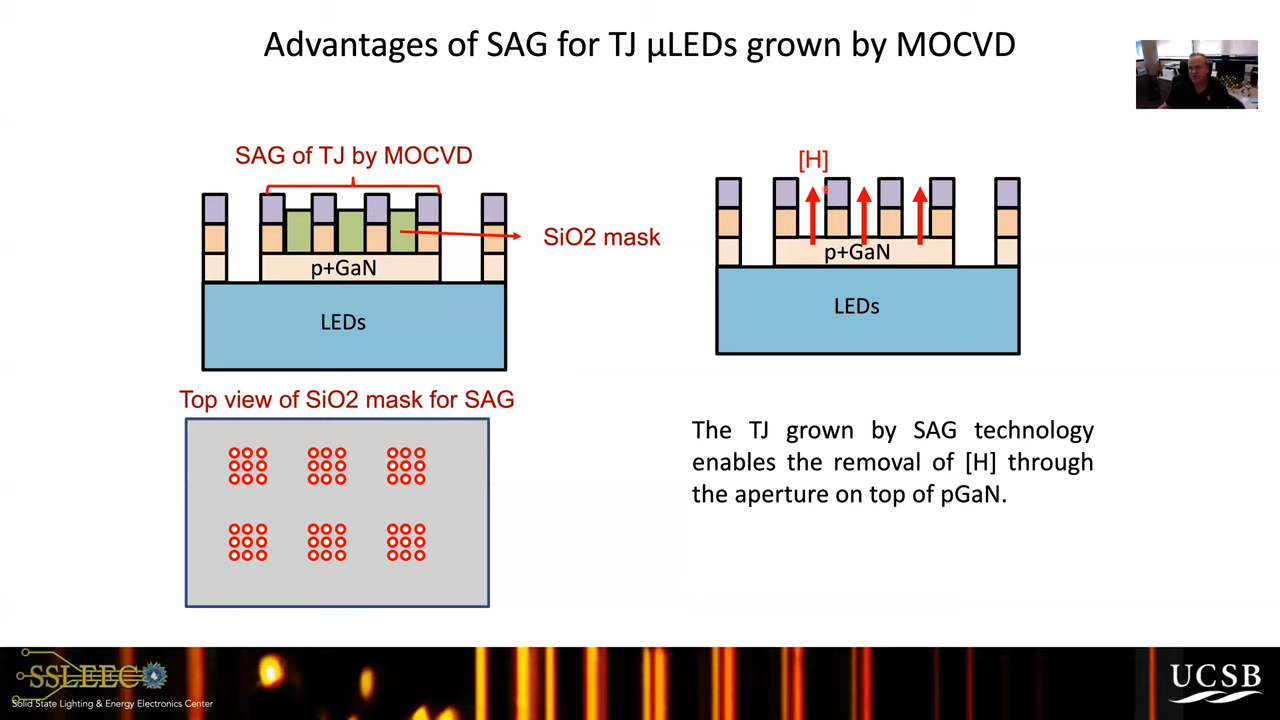 Advantages of SAG for TJ µLEDs grown by MOCVD
SAG of TJ by MOCVD
SiO2 mask
p+GaN
LEDs
Top view of SiO2 mask for SAG
[H]
p+GaN
LEDs
The TJ grown by SAG technology
enables the removal of [H] through
the aperture on top of pGaN.
SSLEEC
Solid State Lighting & Energy Electronics Center
UCSB